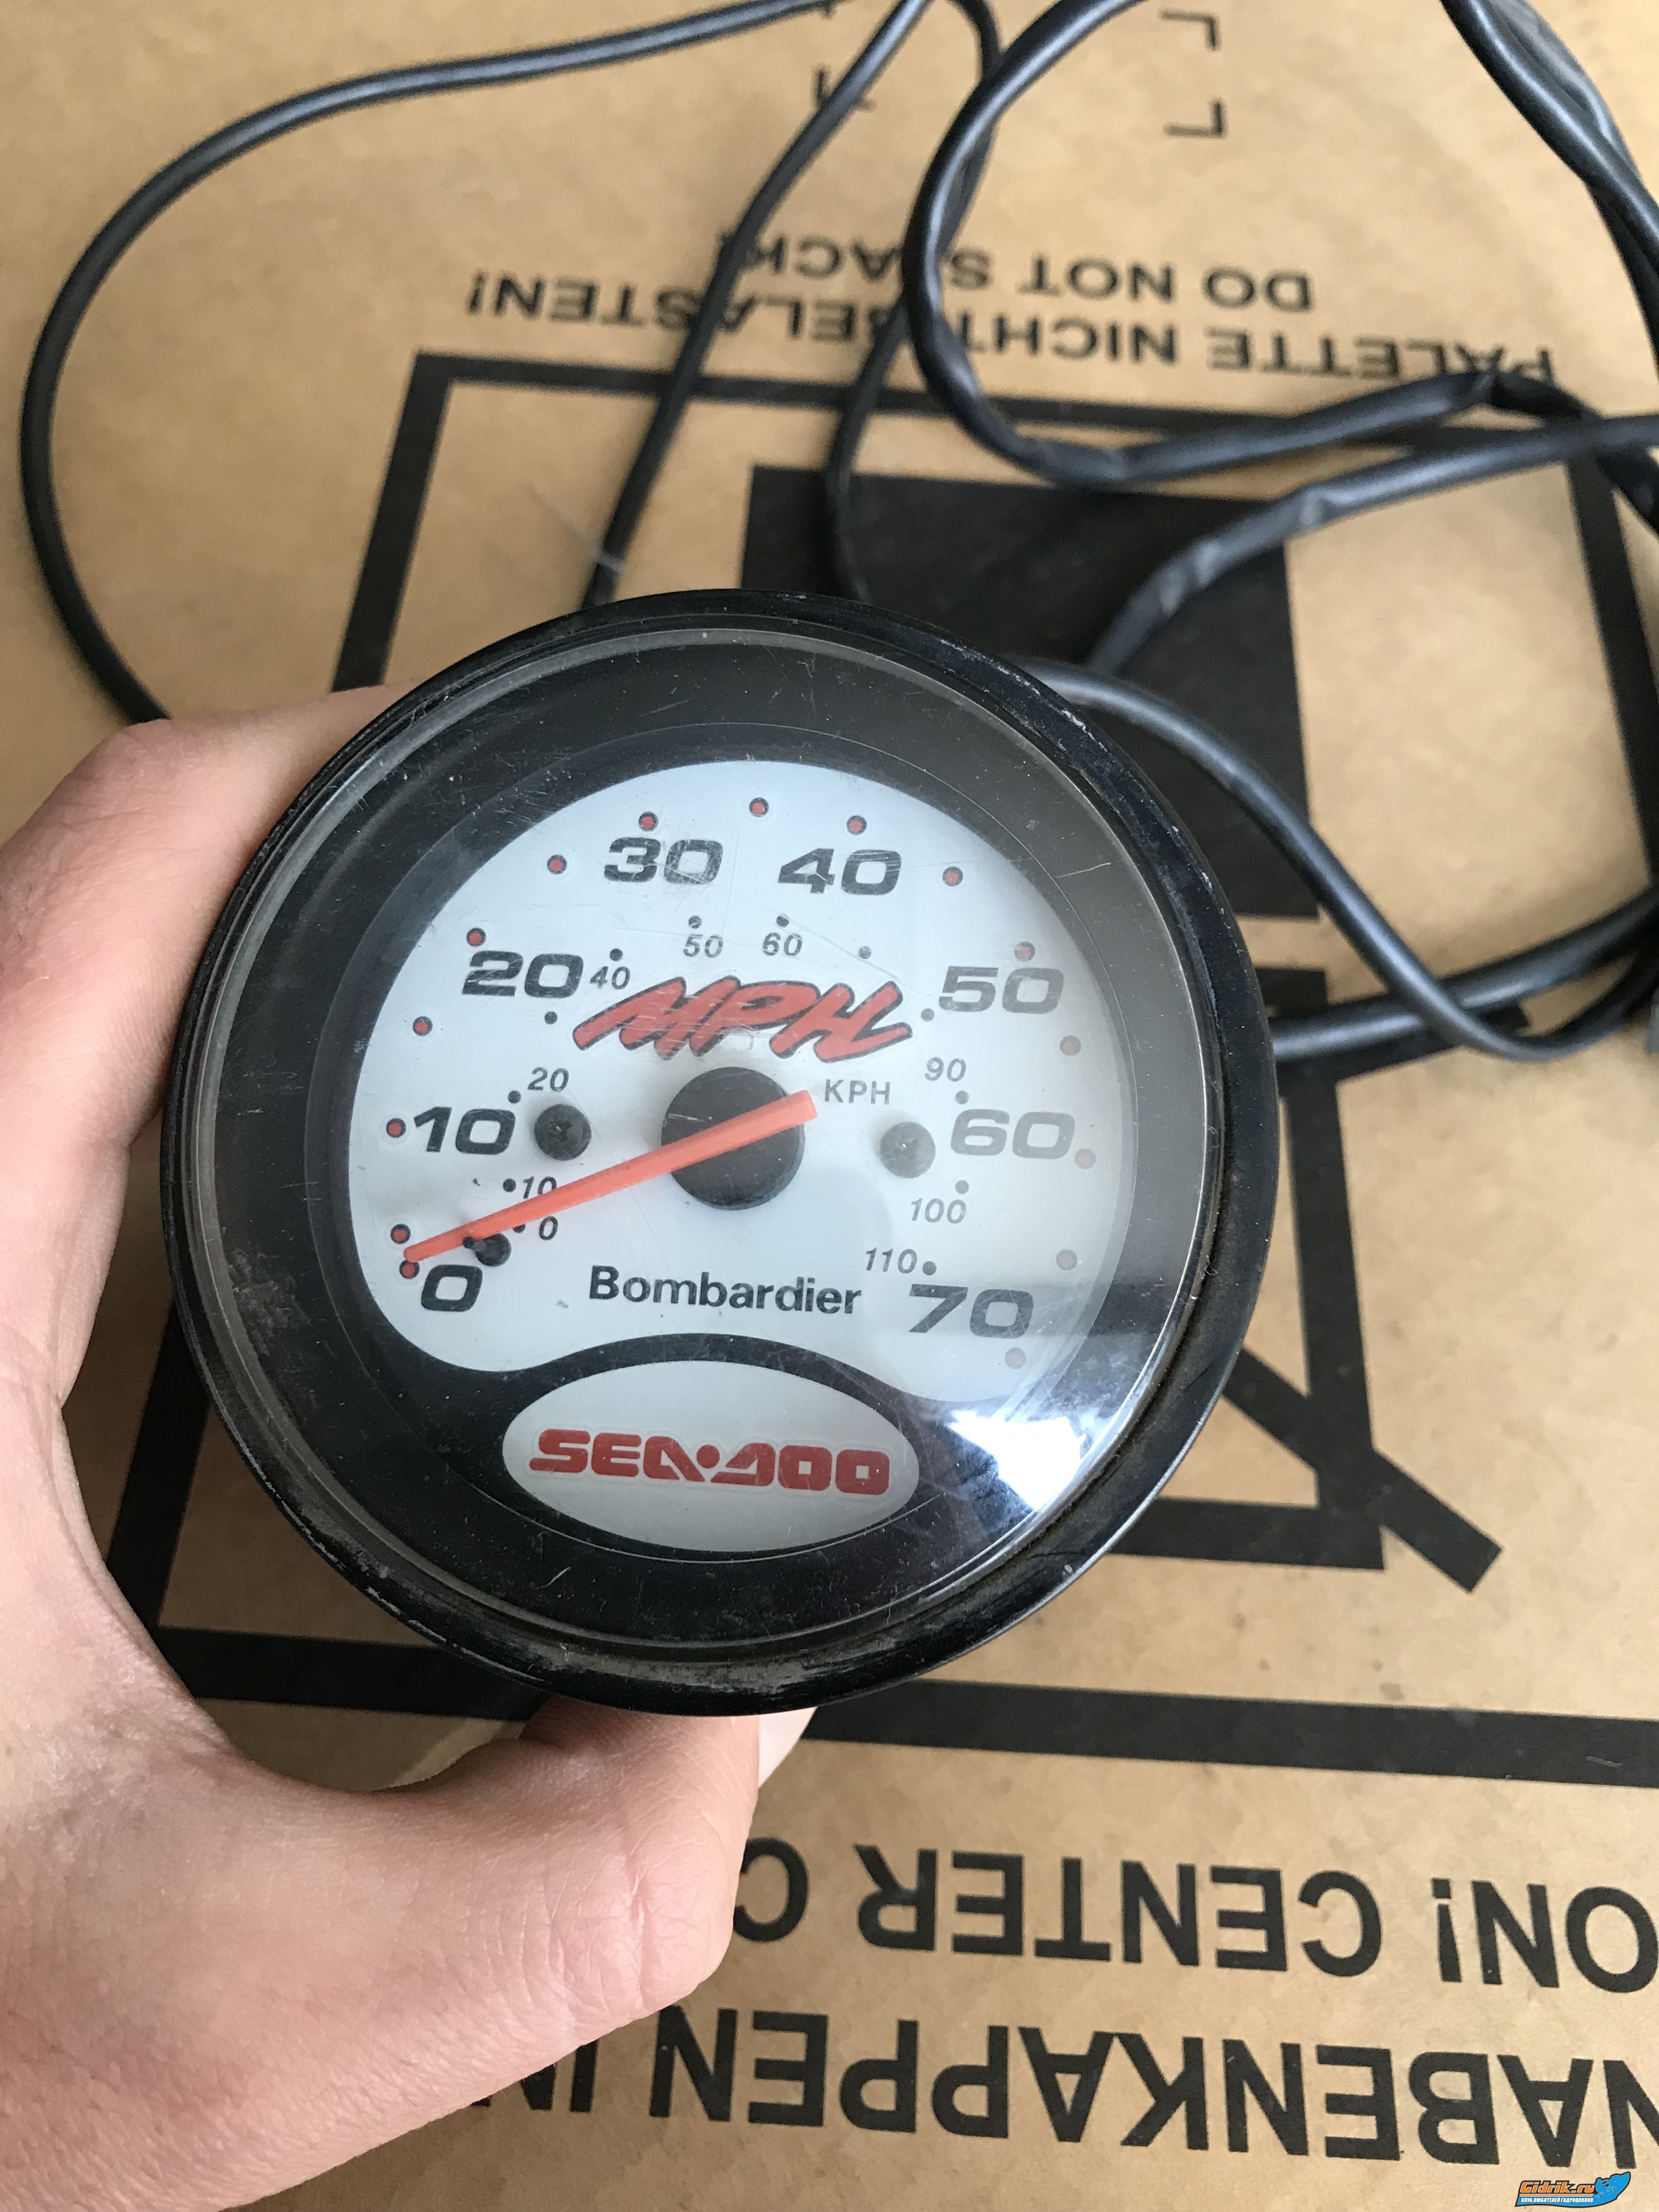 DO NOT STACK
PALETTE NICHT BELASTEN!
30 40
50 60
20 40 50
MPH
20 KPH 90
10 60
10 100
0 110
0 Bombardier 70
SEA-DOO
ON! CENTER
NABENKAPPEN
Gidrik.ru